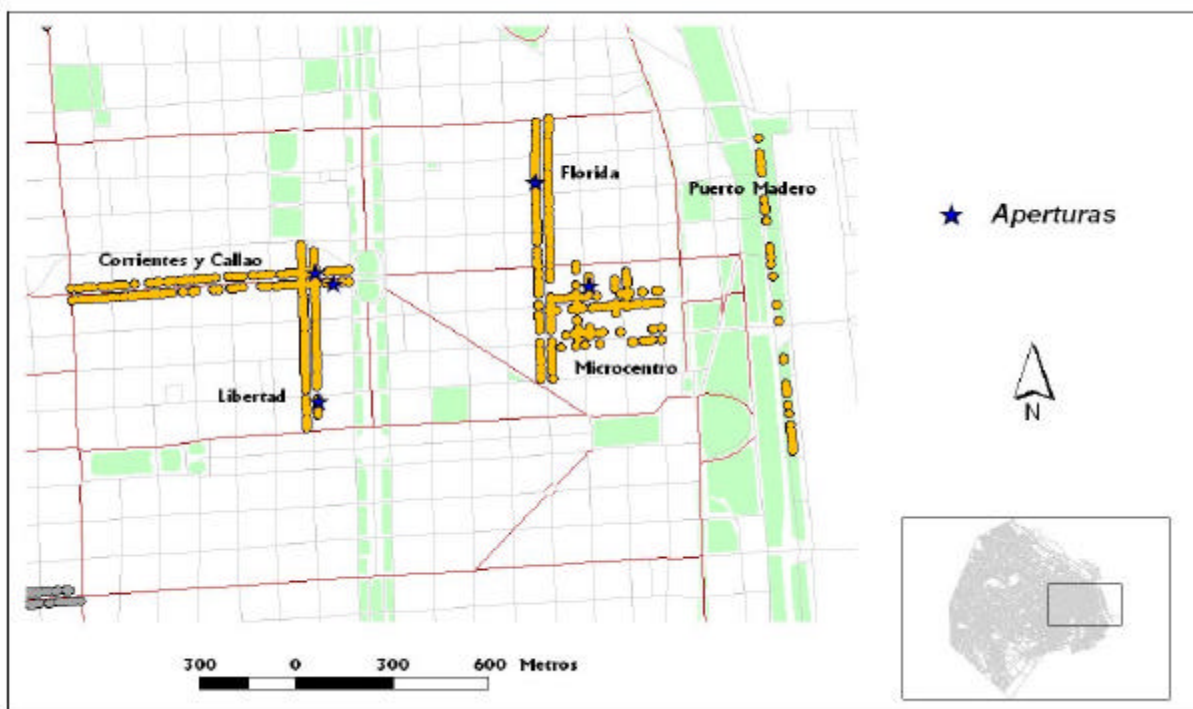 Florida
Puerto Madero
Aperturas
Corrientes y Callao
Microcentro
Libertad
N
300 0 300 600 Metros